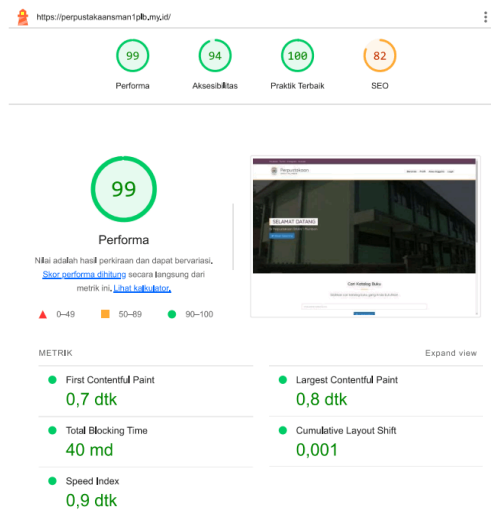 https://perpustakaansman1plb.my.id/
99
94
100
82
Performa
Aksesibilitas
Praktik Terbaik
SEO
99
Performa
Nilai adalah hasil perkiraan dan dapat bervariasi.
Skor performa dihitung secara langsung dari
metrik ini. Lihat kalkulator.
0–49
50–89
90–100
Perpustakaan
SELAMAT DATANG
Cari Katalog Buku
METRIK
Expand view
First Contentful Paint
0,7 dtk
Largest Contentful Paint
0,8 dtk
Total Blocking Time
40 md
Cumulative Layout Shift
0,001
Speed Index
0,9 dtk